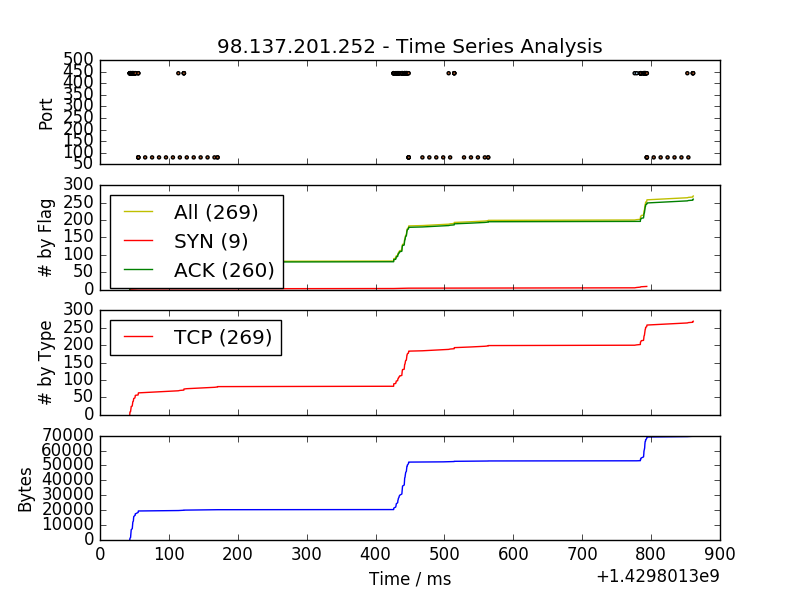 98.137.201.252 - Time Series Analysis
500
450
400
350
300
250
200
150
100
50
Port
300
250
200
150
100
50
0
# by Flag
All (269)
SYN (9)
ACK (260)
300
250
200
150
100
50
0
# by Type
TCP (269)
70000
60000
50000
40000
30000
20000
10000
0
Bytes
0 100 200 300 400 500 600 700 800 900
Time / ms
+1.4298013e9